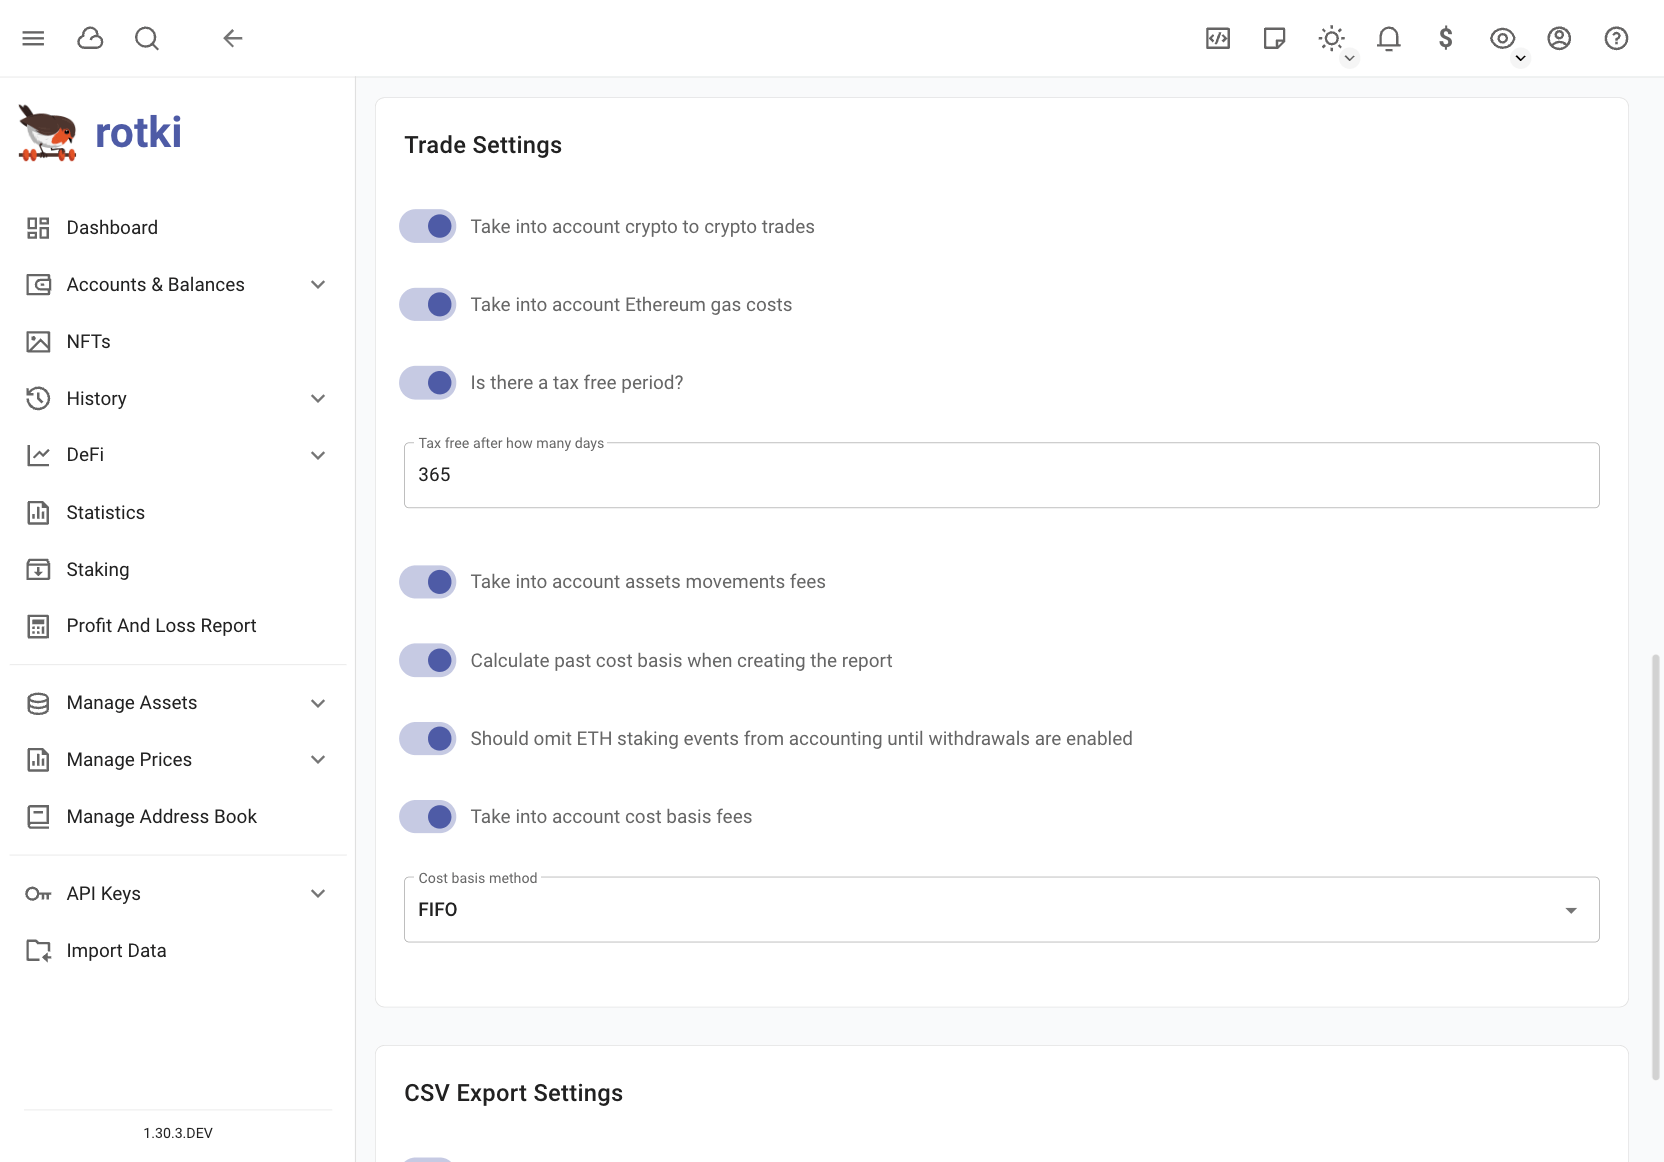 rotki
Dashboard
Accounts & Balances
NFTs
History
DeFi
Statistics
Staking
Profit And Loss Report
Manage Assets
Manage Prices
Manage Address Book
API Keys
Import Data
1.30.3.DEV
Trade Settings
Take into account crypto to crypto trades
Take into account Ethereum gas costs
Is there a tax free period?
Tax free after how many days
365
Take into account assets movements fees
Calculate past cost basis when creating the report
Should omit ETH staking events from accounting until withdrawals are enabled
Take into account cost basis fees
Cost basis method
FIFO
CSV Export Settings